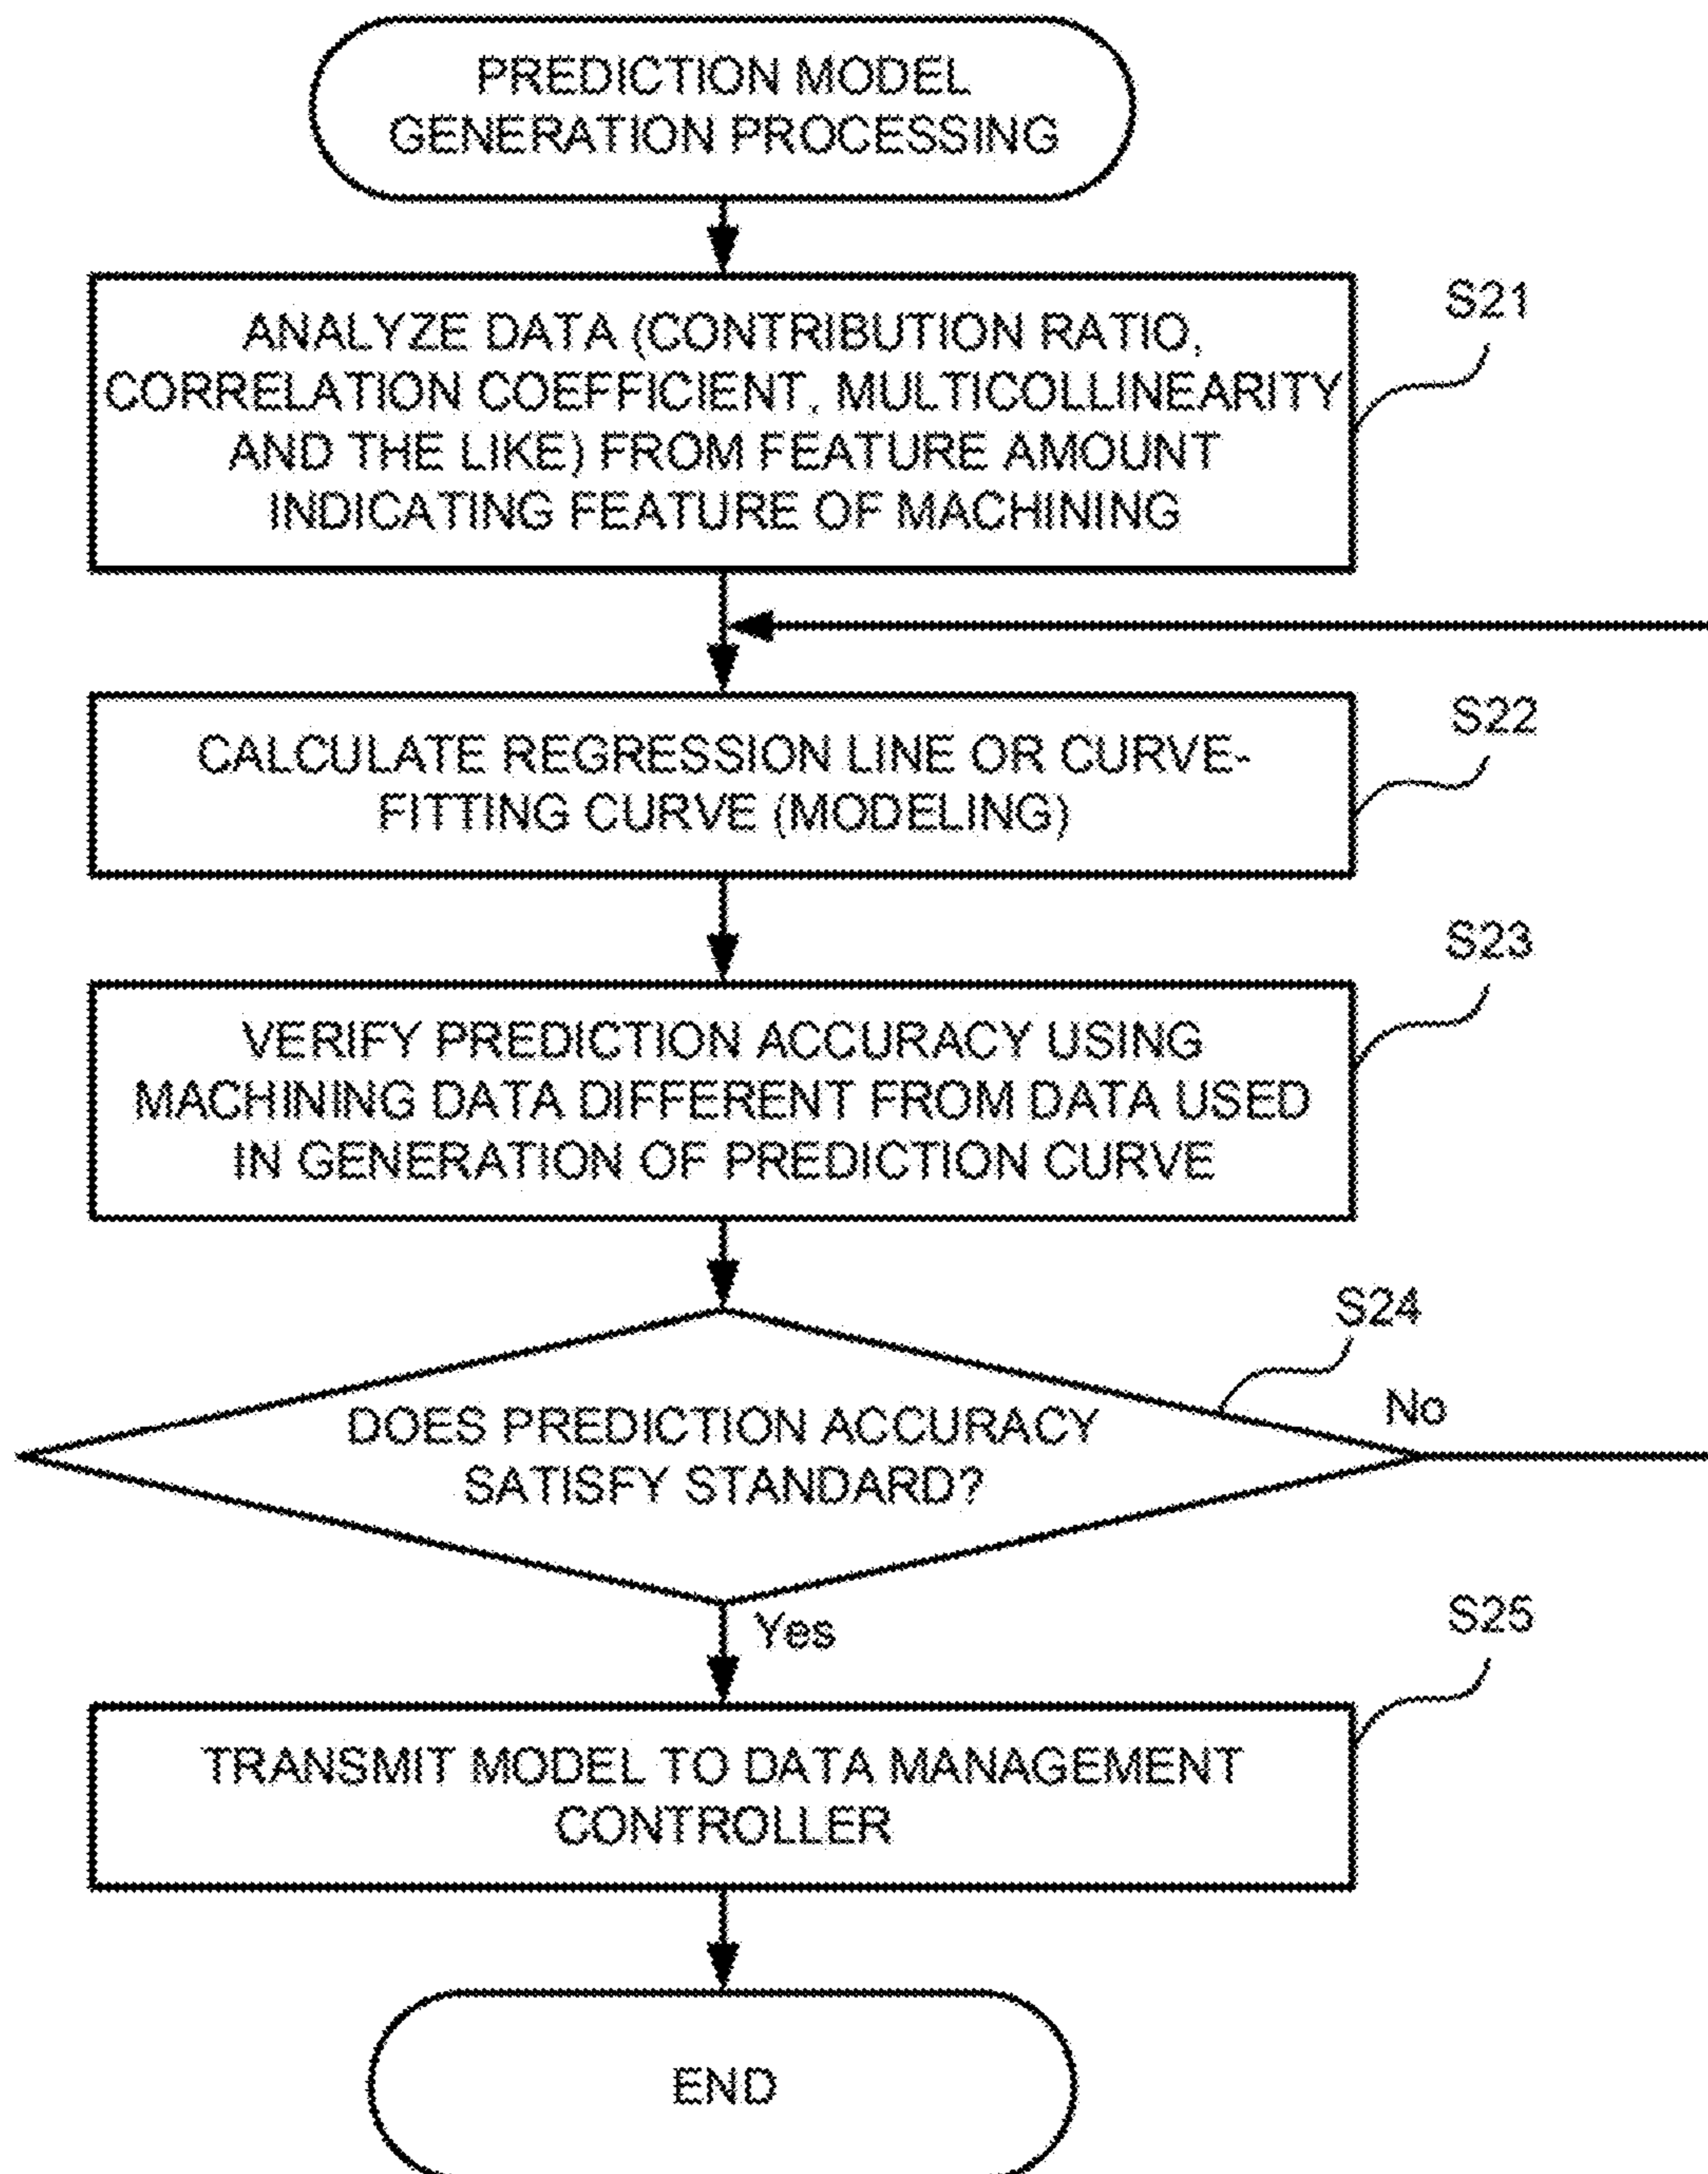 PREDICTION MODEL
GENERATION PROCESSING
S21
ANALYZE DATA (CONTRIBUTION RATIO,
CORRELATION COEFFICIENT, MULTICOLLINEARITY
AND THE LIKE) FROM FEATURE AMOUNT
INDICATING FEATURE OF MACHINING
S22
CALCULATE REGRESSION LINE OR CURVE-
FITTING CURVE (MODELING)
S23
VERIFY PREDICTION ACCURACY USING
MACHINING DATA DIFFERENT FROM DATA USED
IN GENERATION OF PREDICTION CURVE
S24
No
DOES PREDICTION ACCURACY
SATISFY STANDARD?
Yes
S25
TRANSMIT MODEL TO DATA MANAGEMENT
CONTROLLER
END